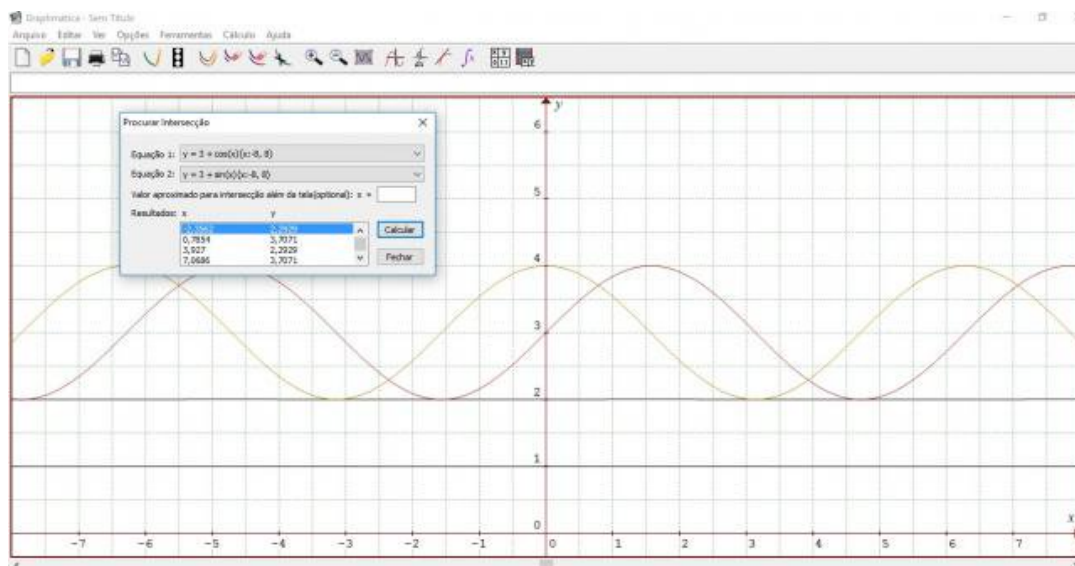 Graphmatica - Sem Título
Arquivo Editar Ver Opções Ferramentas Cálculo Ajuda
y
6
Procurar Intersecção
Equação 1: y = 3 + cos(x){x:-8, 8}
Equação 2: y = 3 + sin(x){x:-8, 8}
Valor aproximado para intersecção além da tela(optional): x =
Resultados: x y
-2,3562 2,2929
0,7854 3,7071
3,927 2,2929
7,0686 3,7071
Calcular
Fechar
5
4
3
2
1
0
x
-7 -6 -5 -4 -3 -2 -1 0 1 2 3 4 5 6 7